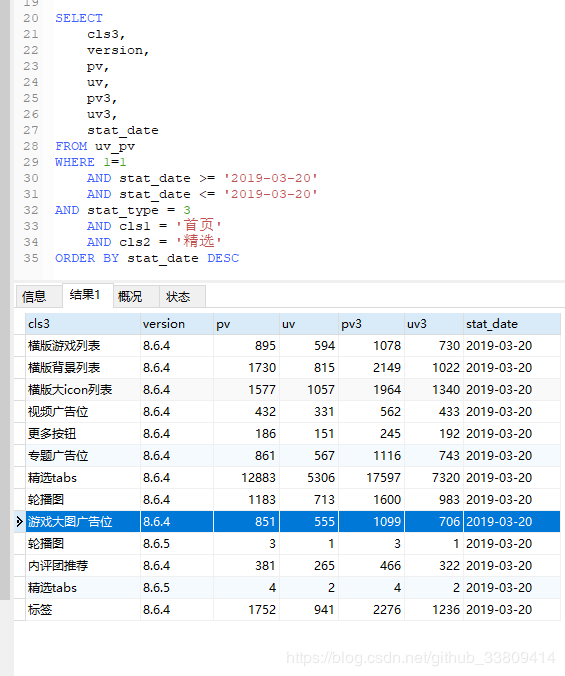 19
20 SELECT
21 cls3,
22 version,
23 pv,
24 uv,
25 pv3,
26 uv3,
27 stat_date
28 FROM uv_pv
29 WHERE 1=1
30 AND stat_date >= '2019-03-20'
31 AND stat_date <= '2019-03-20'
32 AND stat_type = 3
33 AND cls1 = '首页'
34 AND cls2 = '精选'
35 ORDER BY stat_date DESC
信息 结果1 概况 状态
cls3 version pv uv pv3 uv3 stat_date
横版游戏列表 8.6.4 895 594 1078 730 2019-03-20
横版背景列表 8.6.4 1730 815 2149 1022 2019-03-20
横版大icon列表 8.6.4 1577 1057 1964 1340 2019-03-20
视频广告位 8.6.4 432 331 562 433 2019-03-20
更多按钮 8.6.4 186 151 245 192 2019-03-20
专题广告位 8.6.4 861 567 1116 743 2019-03-20
精选tabs 8.6.4 12883 5306 17597 7320 2019-03-20
轮播图 8.6.4 1183 713 1600 983 2019-03-20
游戏大图广告位 8.6.4 851 555 1099 706 2019-03-20
轮播图 8.6.5 3 1 3 1 2019-03-20
内评团推荐 8.6.4 381 265 466 322 2019-03-20
精选tabs 8.6.5 4 2 4 2 2019-03-20
标签 8.6.4 1752 941 2276 1236 2019-03-20
https://blog.csdn.net/github_33809414